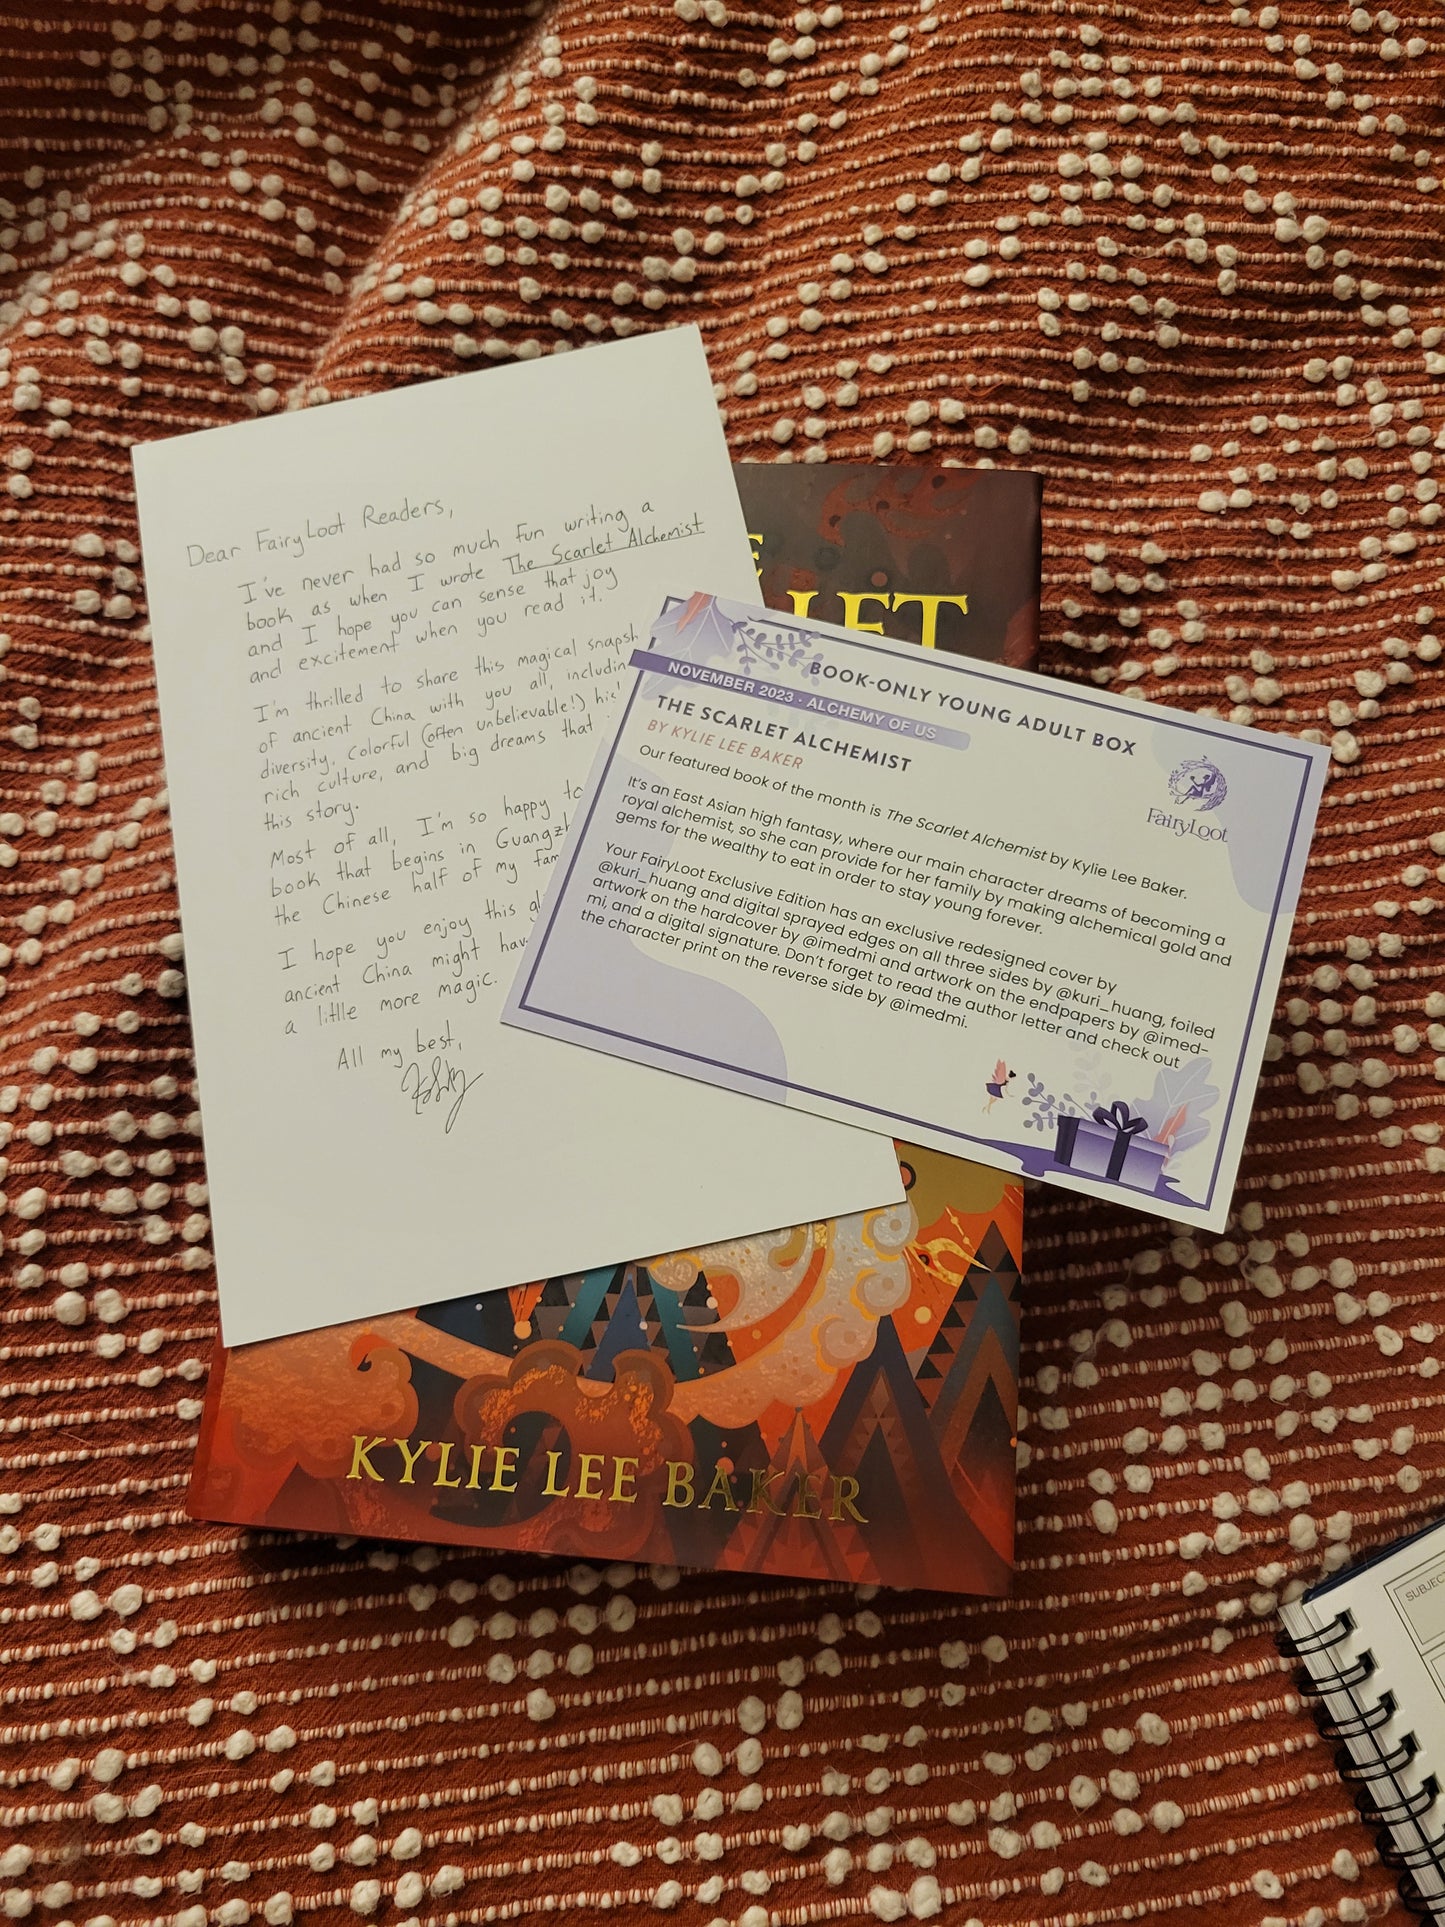 Dear FairyLoot Readers,
I've never had so much fun writing a
book as when I wrote The Scarlet Alchemist
and I hope you can sense that joy
and excitement when you read it.
I'm thrilled to share this magical
of ancient China with you all,
diversity, colorful (often unbelievable!)
rich culture, and big dreams that
this story.
Most of all, I'm so happy to
book that begins in
the Chinese half of my
I hope you enjoy this
ancient China might
a little more magic.
All my best,
BOOK-ONLY YOUNG ADULT BOX
NOVEMBER 2023 · ALCHEMY OF US
THE SCARLET ALCHEMIST
BY KYLIE LEE BAKER
Our featured book of the month is The Scarlet Alchemist by Kylie Lee Baker.
It's an East Asian high fantasy, where our main character dreams of becoming a
royal alchemist, so she can provide for her family by making alchemical gold and
gems for the wealthy to eat in order to stay young forever.
Your FairyLoot Exclusive Edition has an exclusive redesigned cover by
@kuri_huang and digital sprayed edges on all three sides by @kuri_huang, foiled
artwork on the hardcover by @imedmi and artwork on the endpapers by @imed-
mi, and a digital signature. Don't forget to read the author letter and check out
the character print on the reverse side by @imedmi.
FairyLoot
KYLIE LEE BAKER